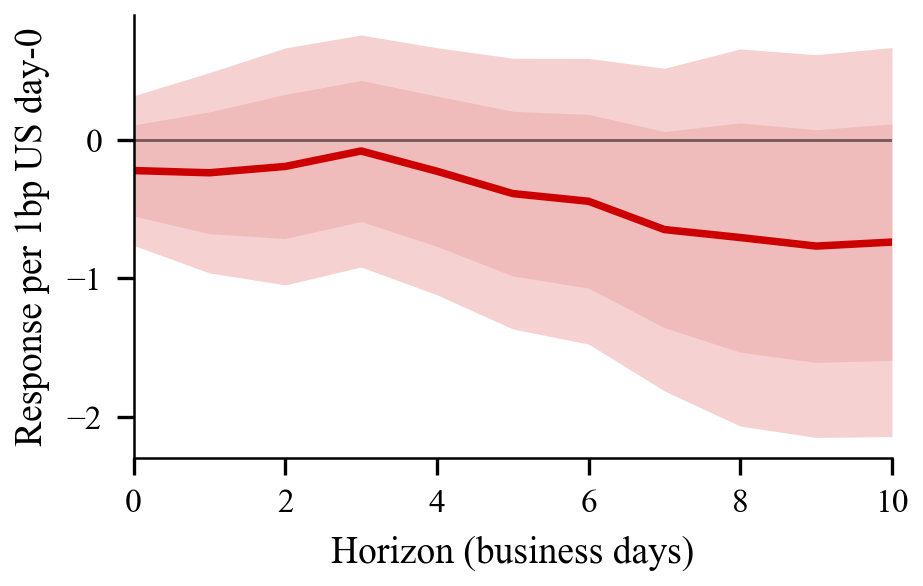 Response per 1bp US day-0
0
−1
−2
0 2 4 6 8 10
Horizon (business days)